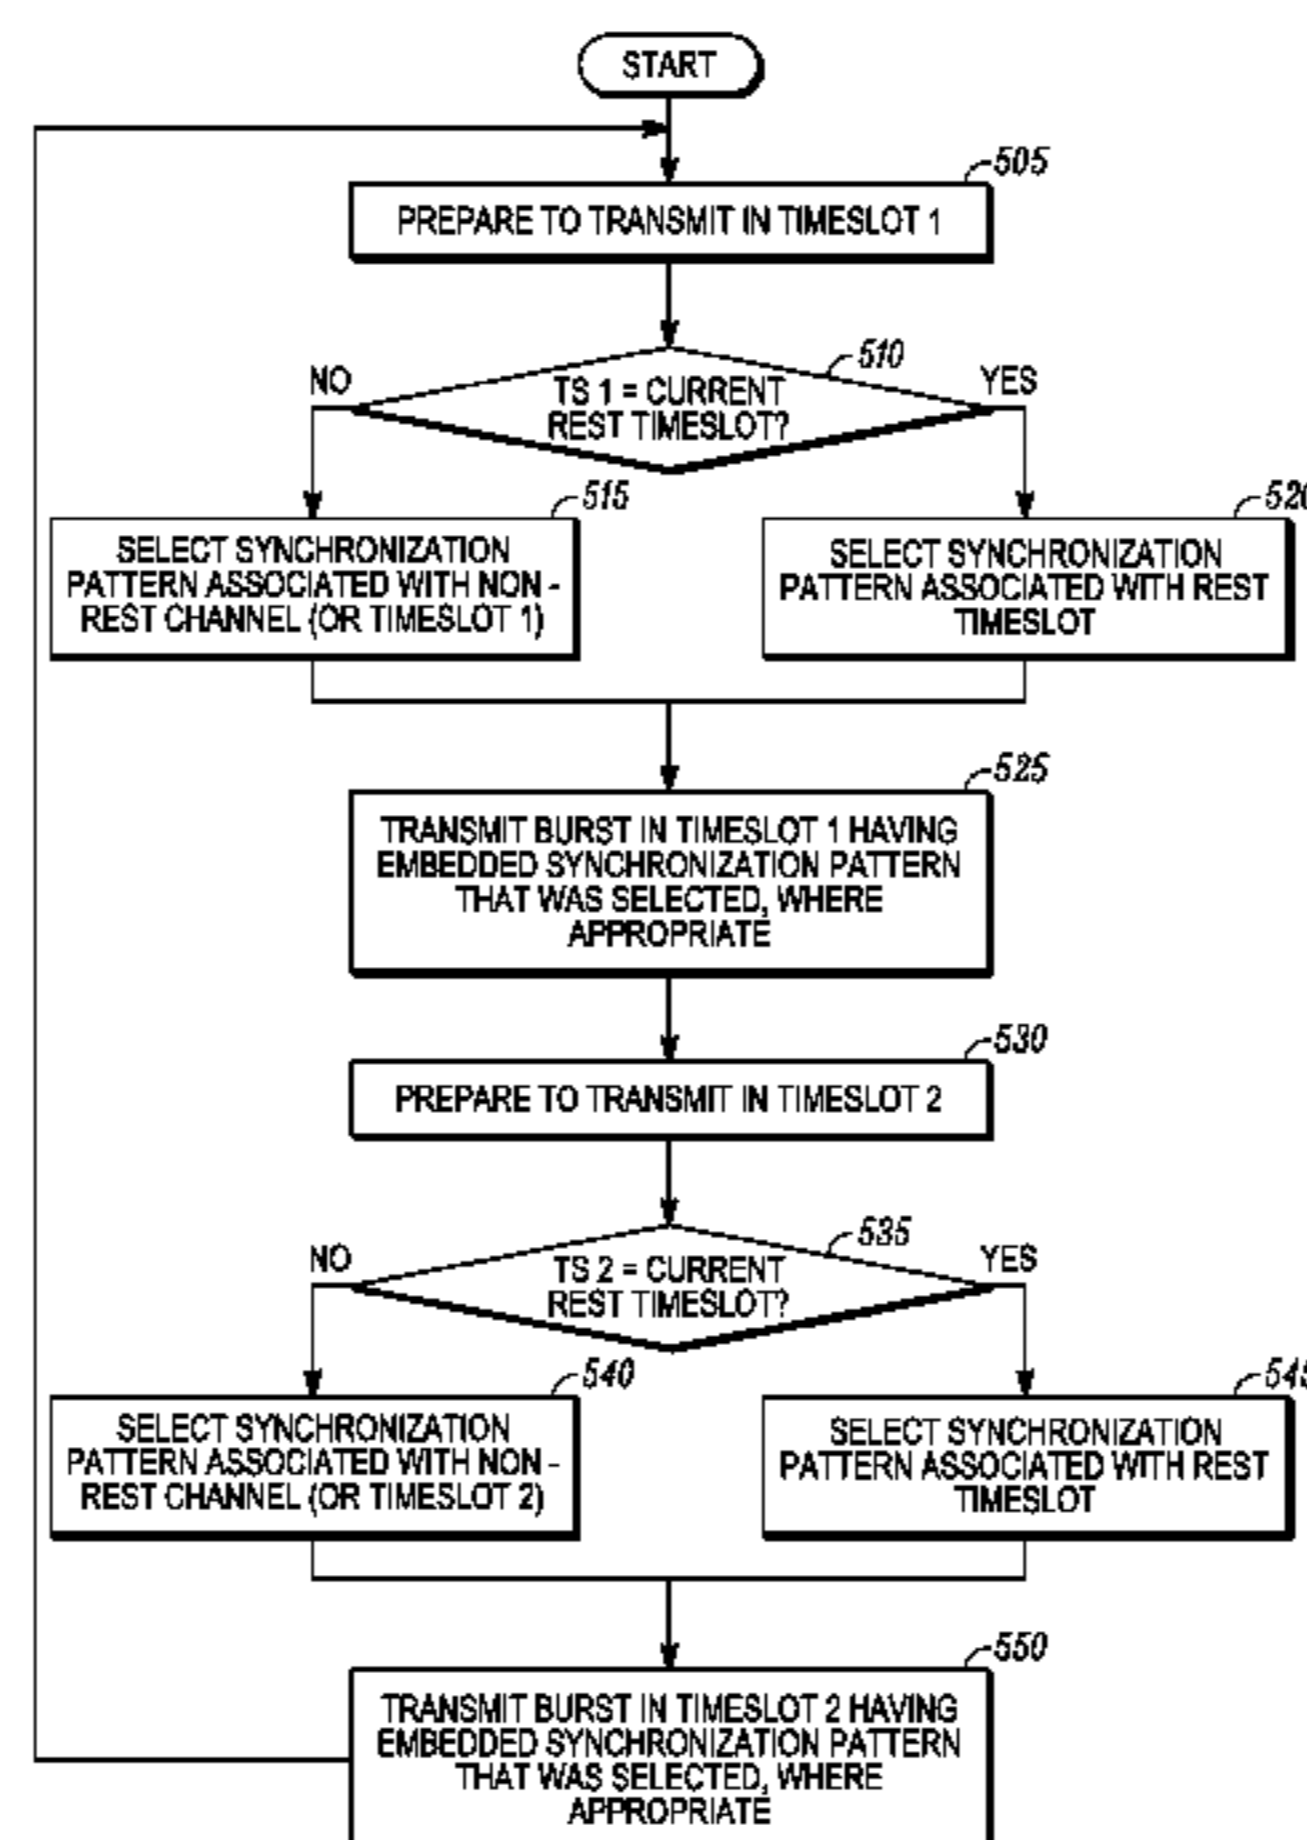 START
505
PREPARE TO TRANSMIT IN TIMESLOT 1
510
NO
TS 1 = CURRENT
REST TIMESLOT?
YES
515
SELECT SYNCHRONIZATION
PATTERN ASSOCIATED WITH NON -
REST CHANNEL (OR TIMESLOT 1)
520
SELECT SYNCHRONIZATION
PATTERN ASSOCIATED WITH REST
TIMESLOT
525
TRANSMIT BURST IN TIMESLOT 1 HAVING
EMBEDDED SYNCHRONIZATION PATTERN
THAT WAS SELECTED, WHERE
APPROPRIATE
530
PREPARE TO TRANSMIT IN TIMESLOT 2
535
NO
TS 2 = CURRENT
REST TIMESLOT?
YES
540
SELECT SYNCHRONIZATION
PATTERN ASSOCIATED WITH NON -
REST CHANNEL (OR TIMESLOT 2)
545
SELECT SYNCHRONIZATION
PATTERN ASSOCIATED WITH REST
TIMESLOT
550
TRANSMIT BURST IN TIMESLOT 2 HAVING
EMBEDDED SYNCHRONIZATION PATTERN
THAT WAS SELECTED, WHERE
APPROPRIATE